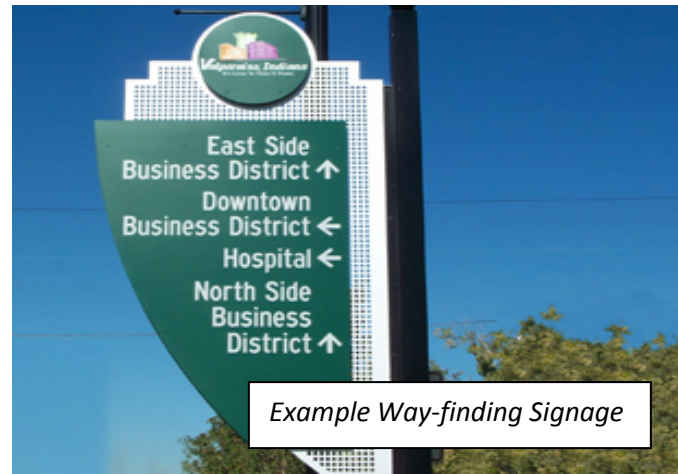 Valparaiso Indiana
East Side
Business District ↑
Downtown
Business District ←
Hospital ←
North Side
Business
District ↑
Example Way-finding Signage